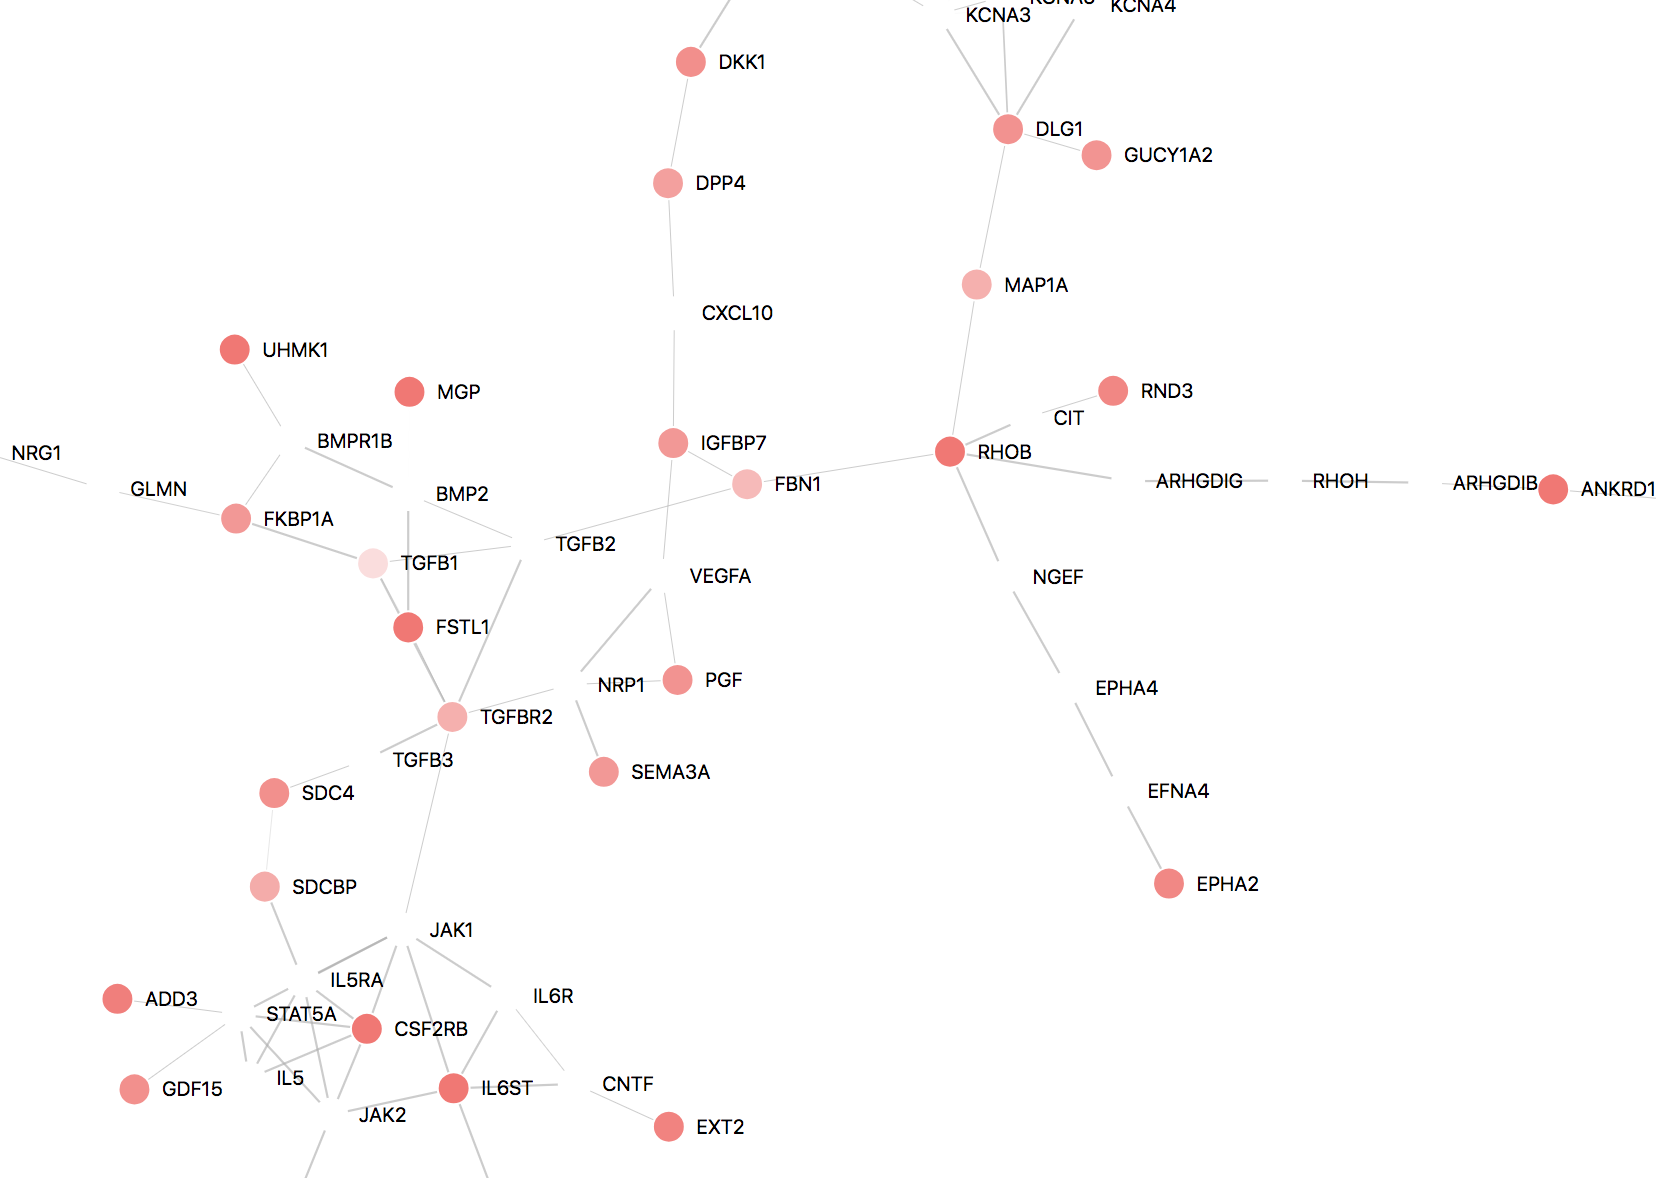 KCNA3
KCNA4
DKK1
DLG1
GUCY1A2
DPP4
MAP1A
CXCL10
UHMK1
MGP
RND3
CIT
BMPR1B
IGFBP7
NRG1
RHOB
ARHGDIG
RHOH
ARHGDIB
ANKRD1
FBN1
GLMN
BMP2
FKBP1A
TGFB2
TGFB1
VEGFA
NGEF
FSTL1
NRP1
PGF
EPHA4
TGFBR2
TGFB3
SEMA3A
SDC4
EFNA4
SDCBP
EPHA2
JAK1
IL5RA
IL6R
ADD3
STAT5A
CSF2RB
IL5
GDF15
IL6ST
CNTF
JAK2
EXT2